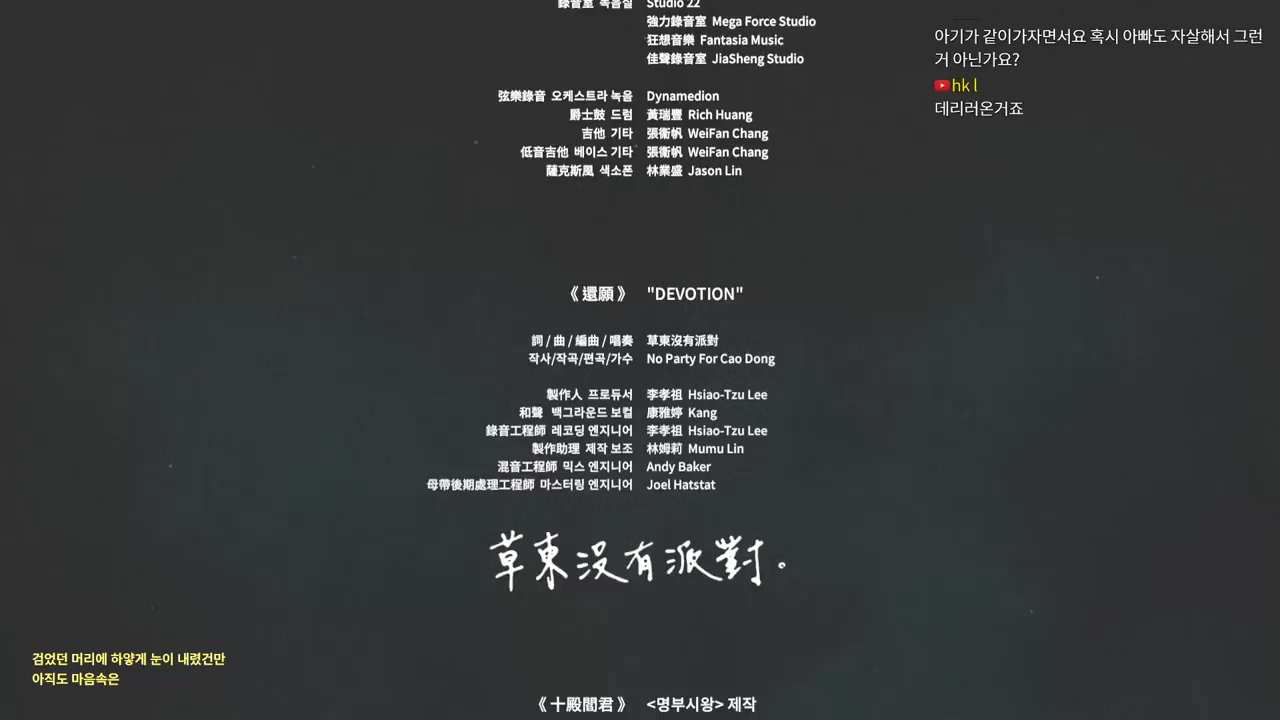 錄音室 녹음실 Studio 22
強力錄音室 Mega Force Studio
狂想音樂 Fantasia Music
佳聲錄音室 JiaSheng Studio
弦樂錄音 오케스트라 녹음 Dynamedion
爵士鼓 드럼 黃瑞豐 Rich Huang
吉他 기타 張衞帆 WeiFan Chang
低音吉他 베이스 기타 張衞帆 WeiFan Chang
薩克斯風 색소폰 林業盛 Jason Lin
《 還願 》 "DEVOTION"
詞 / 曲 / 編曲 / 唱奏 草東沒有派對
작사/작곡/편곡/가수 No Party For Cao Dong
製作人 프로듀서 李孝祖 Hsiao-Tzu Lee
和聲 백그라운드 보컬 康雅婷 Kang
錄音工程師 레코딩 엔지니어 李孝祖 Hsiao-Tzu Lee
製作助理 제작 보조 林姆莉 Mumu Lin
混音工程師 믹스 엔지니어 Andy Baker
母帶後期處理工程師 마스터링 엔지니어 Joel Hatstat
草東沒有派對。
《 十殿閻君 》 <명부시왕> 제작
아기가 같이가자면서요 혹시 아빠도 자살해서 그런
거 아닌가요?
hk l
데리러온거죠
검었던 머리에 하얗게 눈이 내렸건만
아직도 마음속은